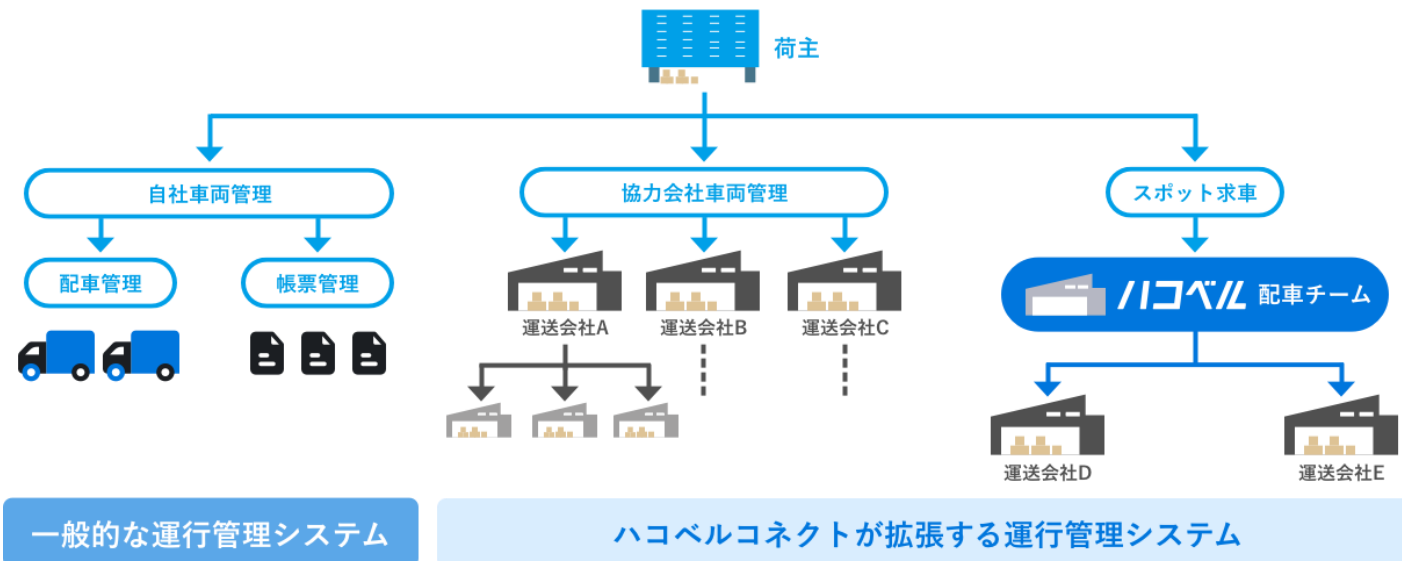 荷主
自社車両管理
協力会社車両管理
スポット求車
配車管理
帳票管理
ハコベル 配車チーム
運送会社A
運送会社B
運送会社C
運送会社D
運送会社E
一般的な運行管理システム
ハコベルコネクトが拡張する運行管理システム